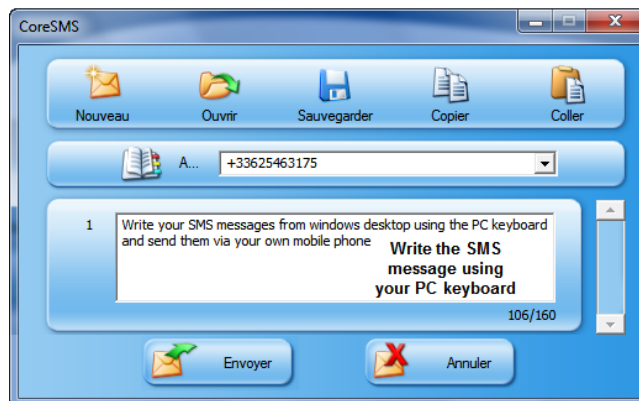 CoreSMS
Nouveau Ouvrir Sauvegarder Copier Coller
A... +33625463175
1 Write your SMS messages from windows desktop using the PC keyboard
and send them via your own mobile phone
Write the SMS
message using
your PC keyboard
106/160
Envoyer Annuler